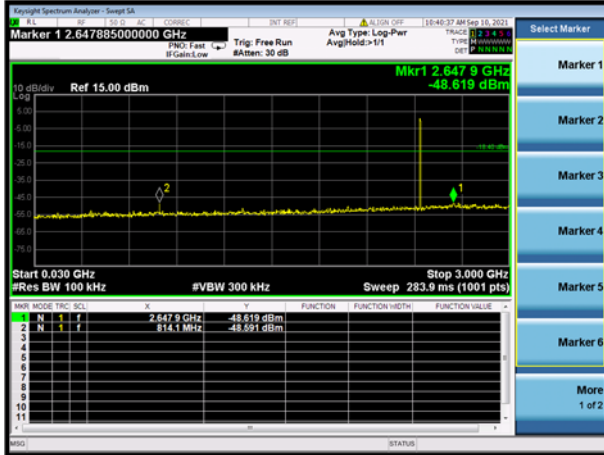 Keysight Spectrum Analyzer - Swept SA
RL RF 50 Ω AC CORREC INT REF ALIGN OFF 10:40:37 AM Sep 10, 2021
Marker 1 2.647885000000 GHz
PNO: Fast Trig: Free Run Avg Type: Log-Pwr TRACE 1 2 3 4 5 6
IFGain:Low #Atten: 30 dB Avg|Hold:>1/1 TYPE M WWWWW
DET P N N N N N
Select Marker
Marker 1
Marker 2
Marker 3
Marker 4
Marker 5
Marker 6
More
1 of 2
Mkr1 2.647 9 GHz
-48.619 dBm
10 dB/div Ref 15.00 dBm
Log
5.00
-5.00
-15.0
-25.0
-35.0
-45.0
-55.0
-65.0
-75.0
2
1
Start 0.030 GHz Stop 3.000 GHz
#Res BW 100 kHz #VBW 300 kHz Sweep 283.9 ms (1001 pts)
MKR MODE TRC SCL X Y FUNCTION FUNCTION WIDTH FUNCTION VALUE
1 N 1 f 2.647 9 GHz -48.619 dBm
2 N 1 f 814.1 MHz -48.591 dBm
3
4
5
6
7
8
9
10
11
MSG STATUS